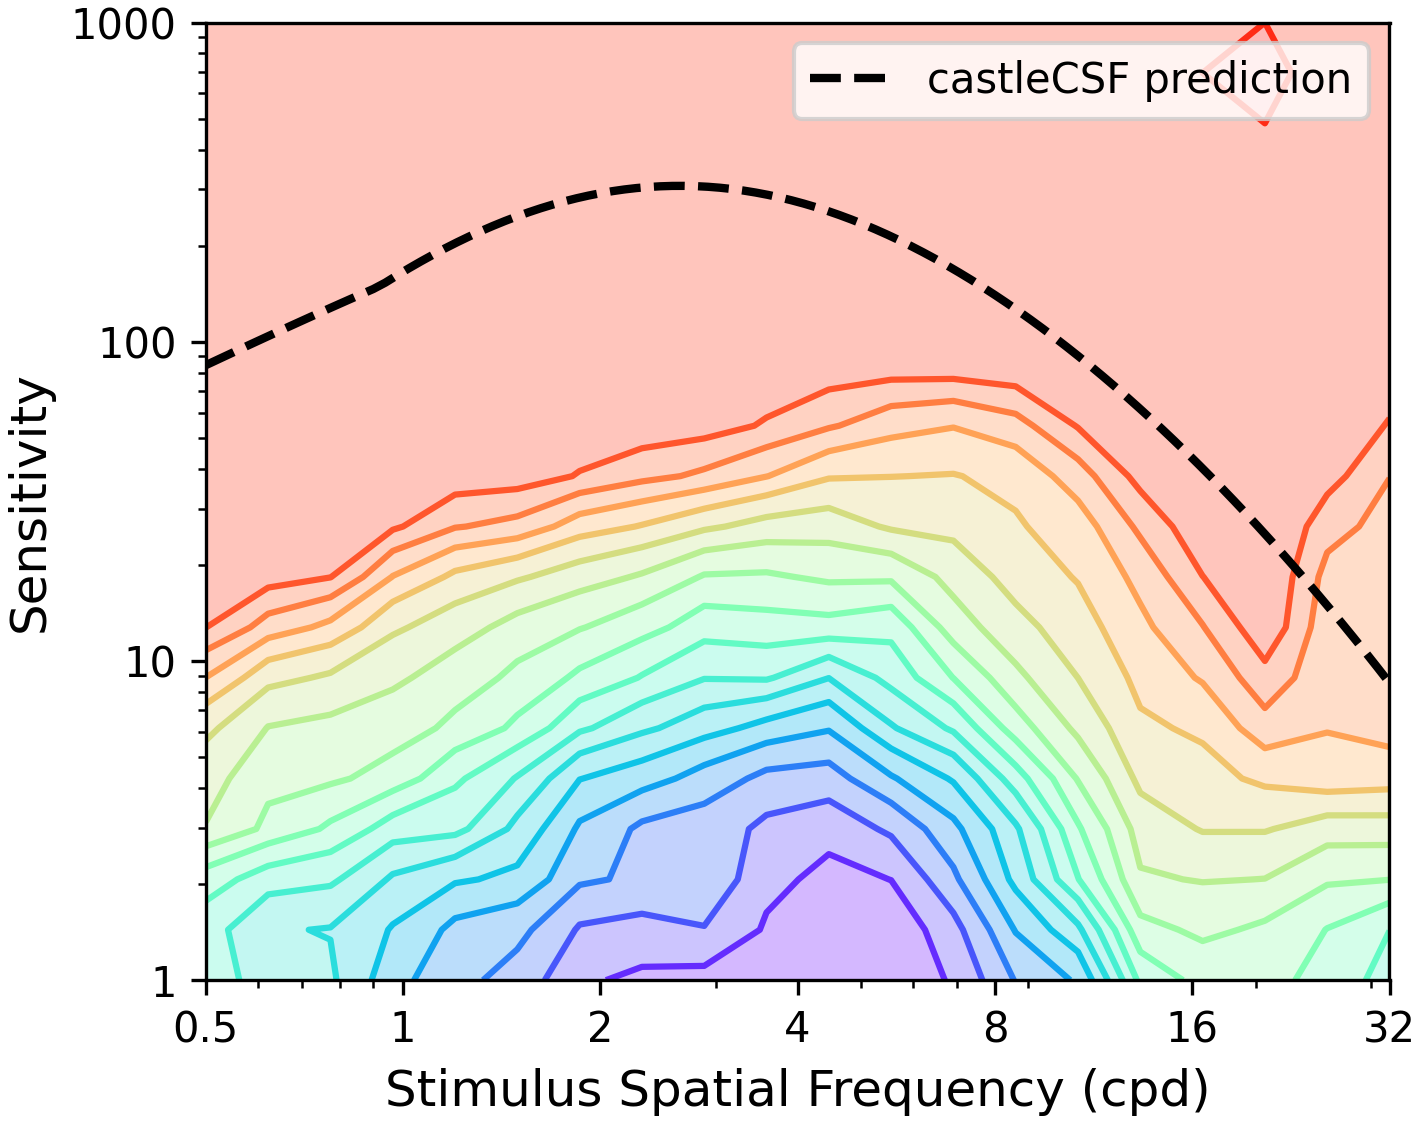 1000
castleCSF prediction
100
Sensitivity
10
1
0.5 1 2 4 8 16 32
Stimulus Spatial Frequency (cpd)